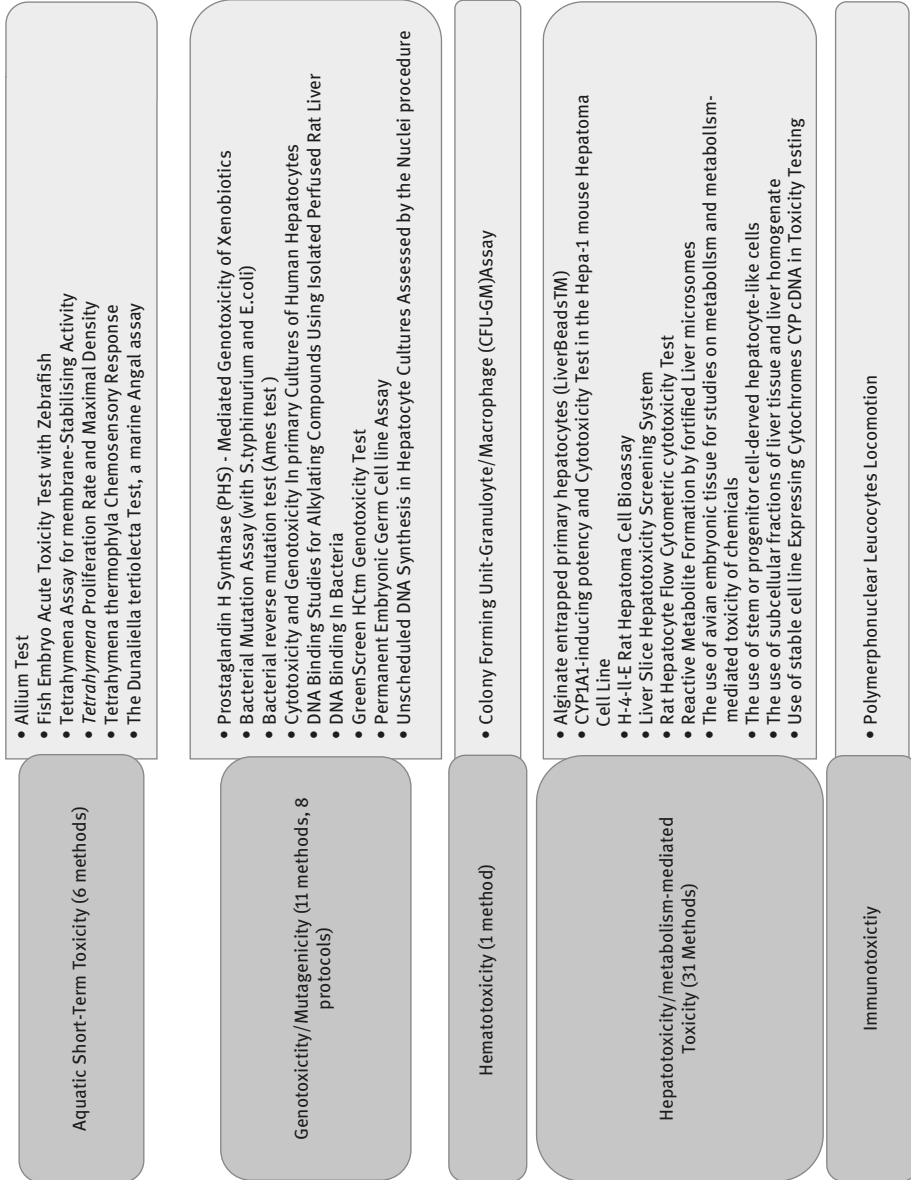 Aquatic Short-Term Toxicity (6 methods)
• Allium Test
• Fish Embryo Acute Toxicity Test with Zebrafish
• Tetrahymena Assay for membrane-Stabilising Activity
• Tetrahymena Proliferation Rate and Maximal Density
• Tetrahymena thermophyla Chemosensory Response
• The Dunaliella tertiolecta Test, a marine Angal assay
Genotoxictity/Mutagenicity (11 methods, 8
protocols)
• Prostaglandin H Synthase (PHS) - Mediated Genotoxicity of Xenobiotics
• Bacterial Mutation Assay (with S.typhimurium and E.coli)
• Bacterial reverse mutation test (Ames test )
• Cytotoxicity and Genotoxicity In primary Cultures of Human Hepatocytes
• DNA Binding Studies for Alkylating Compounds Using Isolated Perfused Rat Liver
• DNA Binding In Bacteria
• GreenScreen HCtm Genotoxicity Test
• Permanent Embryonic Germ Cell line Assay
• Unscheduled DNA Synthesis in Hepatocyte Cultures Assessed by the Nuclei procedure
Hematotoxicity (1 method)
• Colony Forming Unit-Granuloyte/Macrophage (CFU-GM)Assay
Hepatotoxicity/metabolism-mediated
Toxicity (31 Methods)
• Alginate entrapped primary hepatocytes (LiverBeadsTM)
• CYP1A1-inducing potency and Cytotoxicity Test in the Hepa-1 mouse Hepatoma
Cell Line
• H-4-ll-E Rat Hepatoma Cell Bioassay
• Liver Slice Hepatotoxicity Screening System
• Rat Hepatocyte Flow Cytometric cytotoxicity Test
• Reactive Metabolite Formation by fortified Liver microsomes
• The use of avian embryonic tissue for studies on metabollsm and metabollsm-
mediated toxicity of chemicals
• The use of stem or progenitor cell-derved hepatocyte-like cells
• The use of subcellular fractions of liver tissue and liver homogenate
• Use of stable cell line Expressing Cytochromes CYP cDNA in Toxicity Testing
Immunotoxictiy
• Polymerphonuclear Leucocytes Locomotion